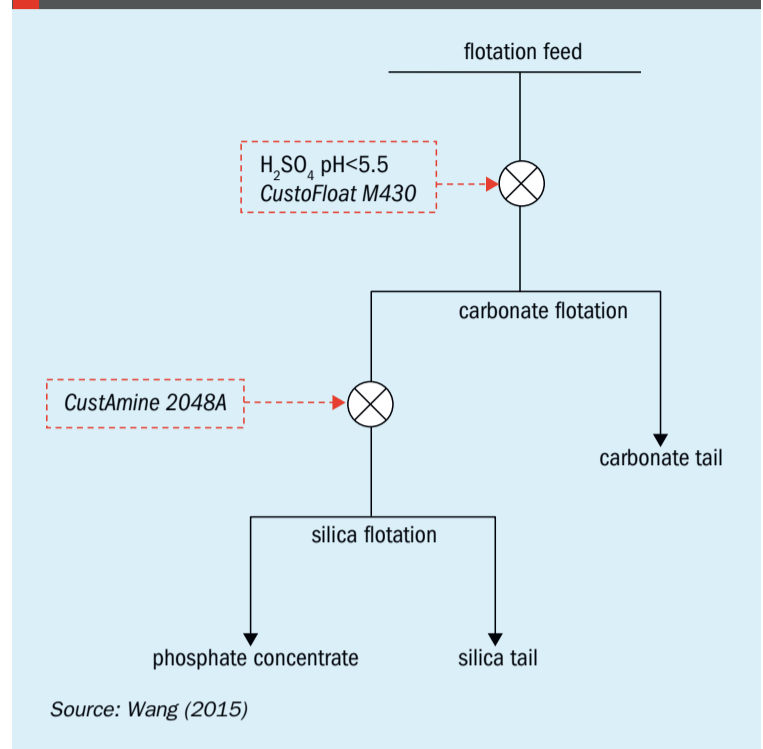 flotation feed
H₂SO₄ pH<5.5
CustoFloat M430
carbonate flotation
CustAmine 2048A
carbonate tail
silica flotation
phosphate concentrate
silica tail
Source: Wang (2015)